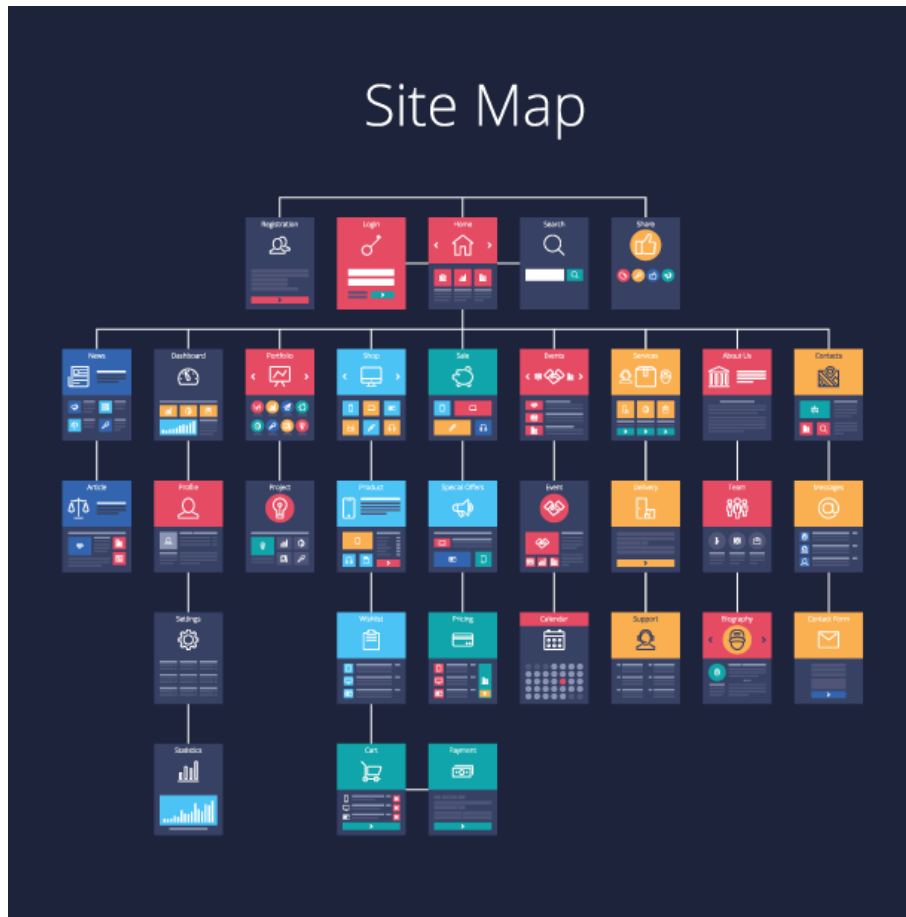 Site Map
Registration
Login
Home
Search
Share
News
Dashboard
Portfolio
Shop
Sale
Events
Services
About Us
Contacts
Article
Profile
Project
Product
Special Offers
Event
Delivery
Team
Messages
Settings
Wishlist
Pricing
Calendar
Support
Biography
Contact Form
Statistics
Cart
Payment